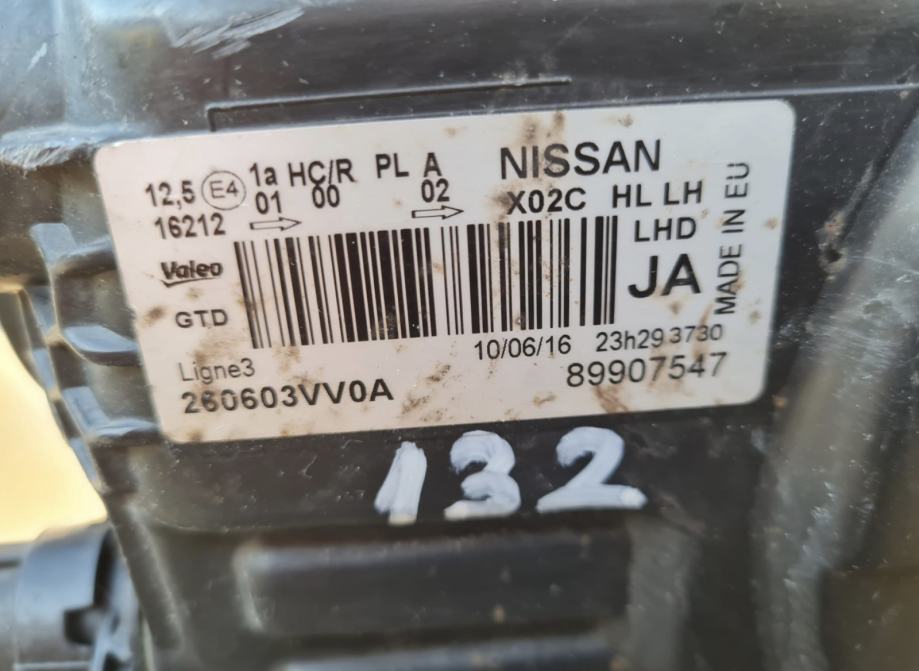 12,5 E4 1a HC/R PL A
01 00 02
16212
NISSAN
X02C HL LH
LHD
JA
MADE IN EU
Valeo
GTD
10/06/16 23h29 3730
Ligne3
89907547
260603VV0A
132